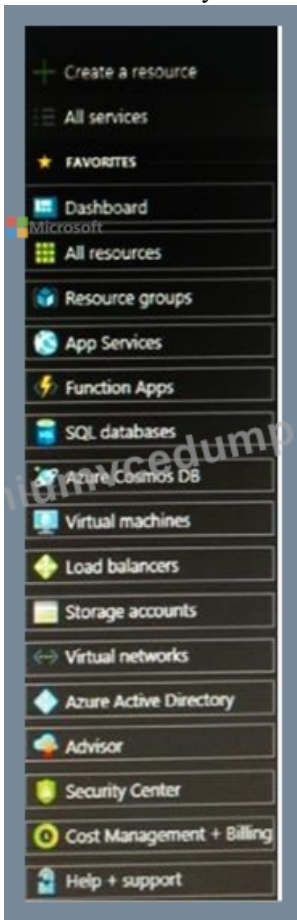 Create a resource
All services
FAVORITES
Dashboard
Microsoft
All resources
Resource groups
App Services
Function Apps
SQL databases
Azure Cosmos DB
Virtual machines
Load balancers
Storage accounts
Virtual networks
Azure Active Directory
Advisor
Security Center
Cost Management + Billing
Help + support